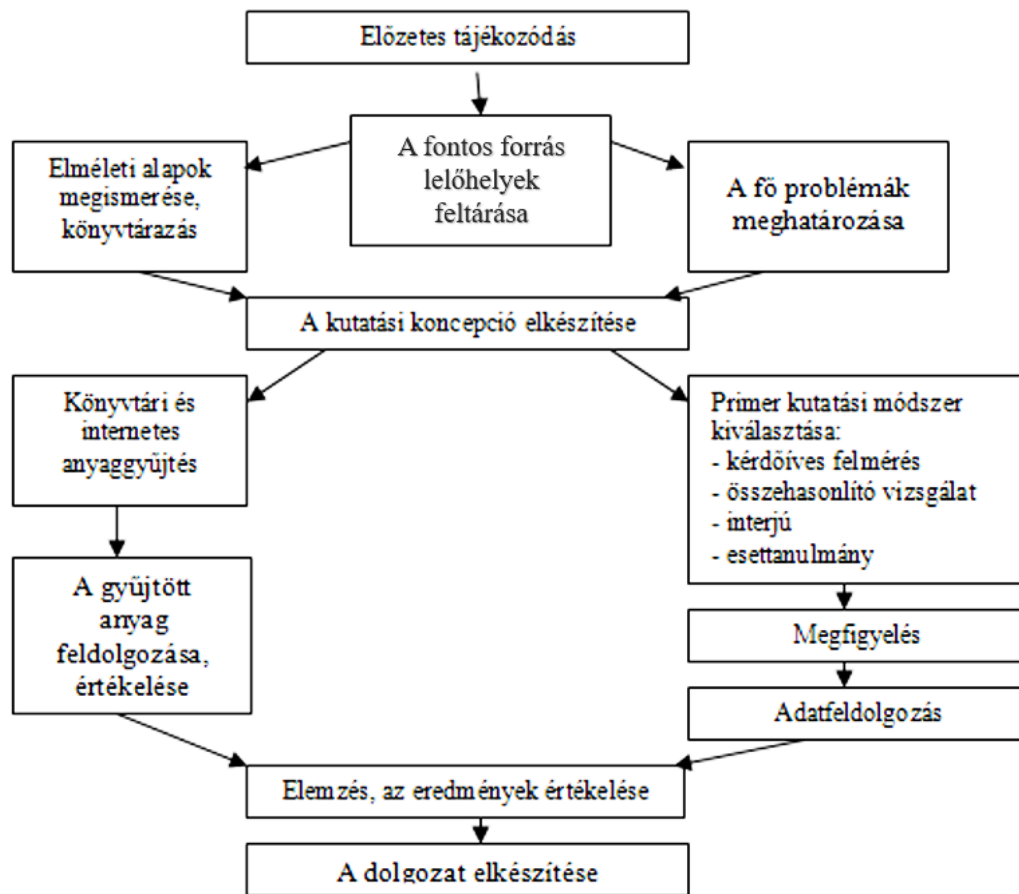 Előzetes tájékozódás
Elméleti alapok
megismerése,
könyvtárazás
A fontos forrás
lelőhelyek
feltárása
A fő problémák
meghatározása
A kutatási koncepció elkészítése
Könyvtári és
internetes
anyaggyűjtés
Primer kutatási módszer
kiválasztása:
- kérdőíves felmérés
- összehasonlító vizsgálat
- interjú
- esettanulmány
A gyűjtött
anyag
feldolgozása,
értékelése
Megfigyelés
Adatfeldolgozás
Elemzés, az eredmények értékelése
A dolgozat elkészítése